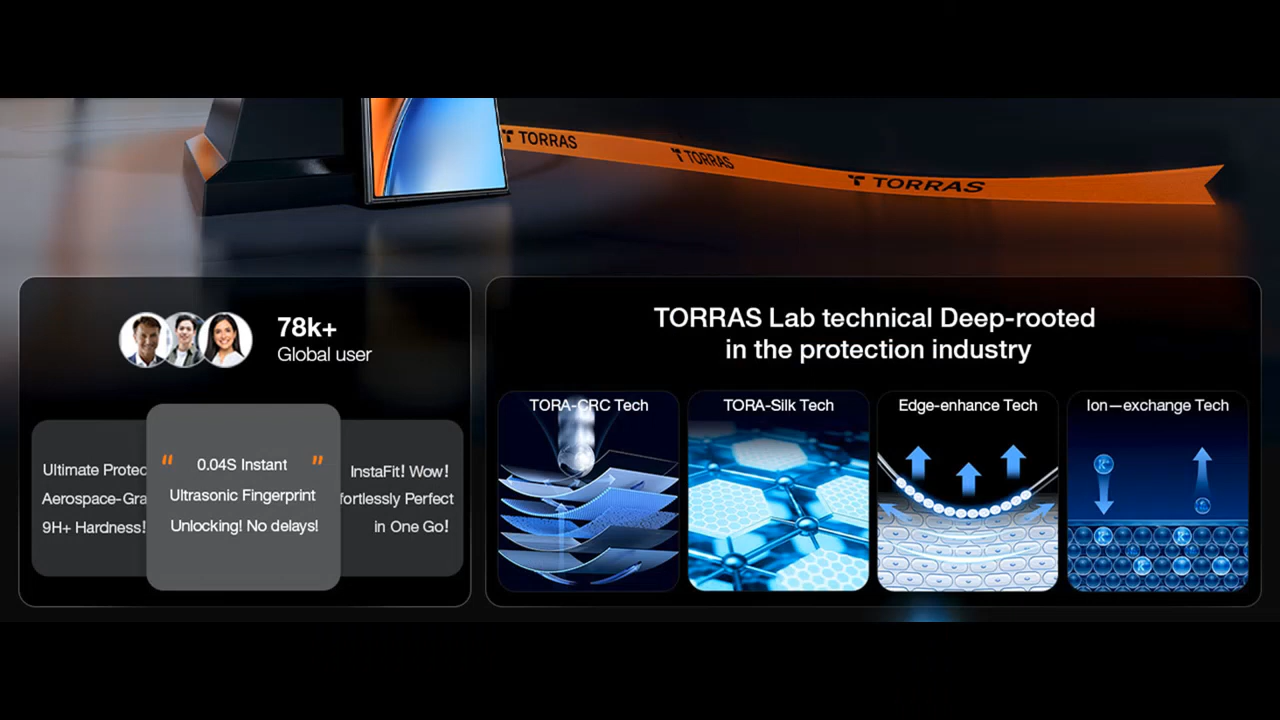 TORRAS
TORRAS
TORRAS
78k+
Global user
Ultimate Protec
Aerospace-Gra
9H+ Hardness!
" 0.04S Instant "
Ultrasonic Fingerprint
Unlocking! No delays!
InstaFit! Wow!
fortlessly Perfect
in One Go!
TORRAS Lab technical Deep-rooted
in the protection industry
TORA-CRC Tech
TORA-Silk Tech
Edge-enhance Tech
Ion—exchange Tech